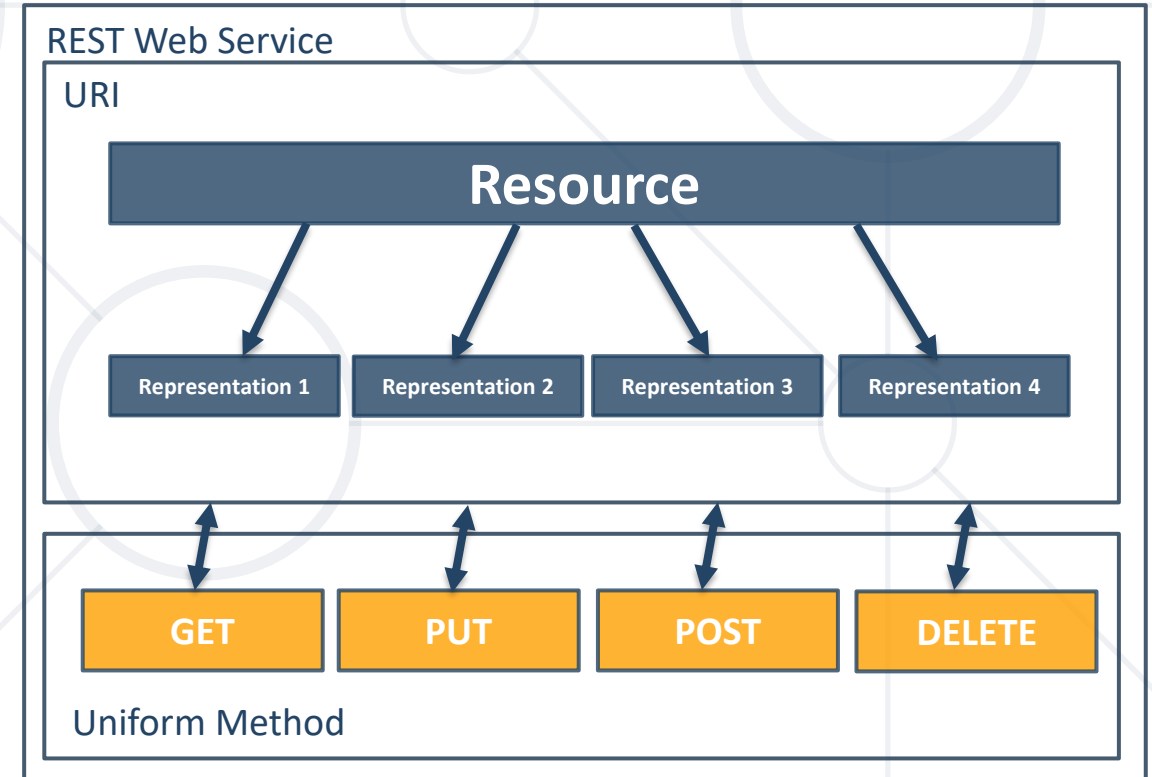 REST Web Service
URI
Resource
Representation 1
Representation 2
Representation 3
Representation 4
GET
PUT
POST
DELETE
Uniform Method